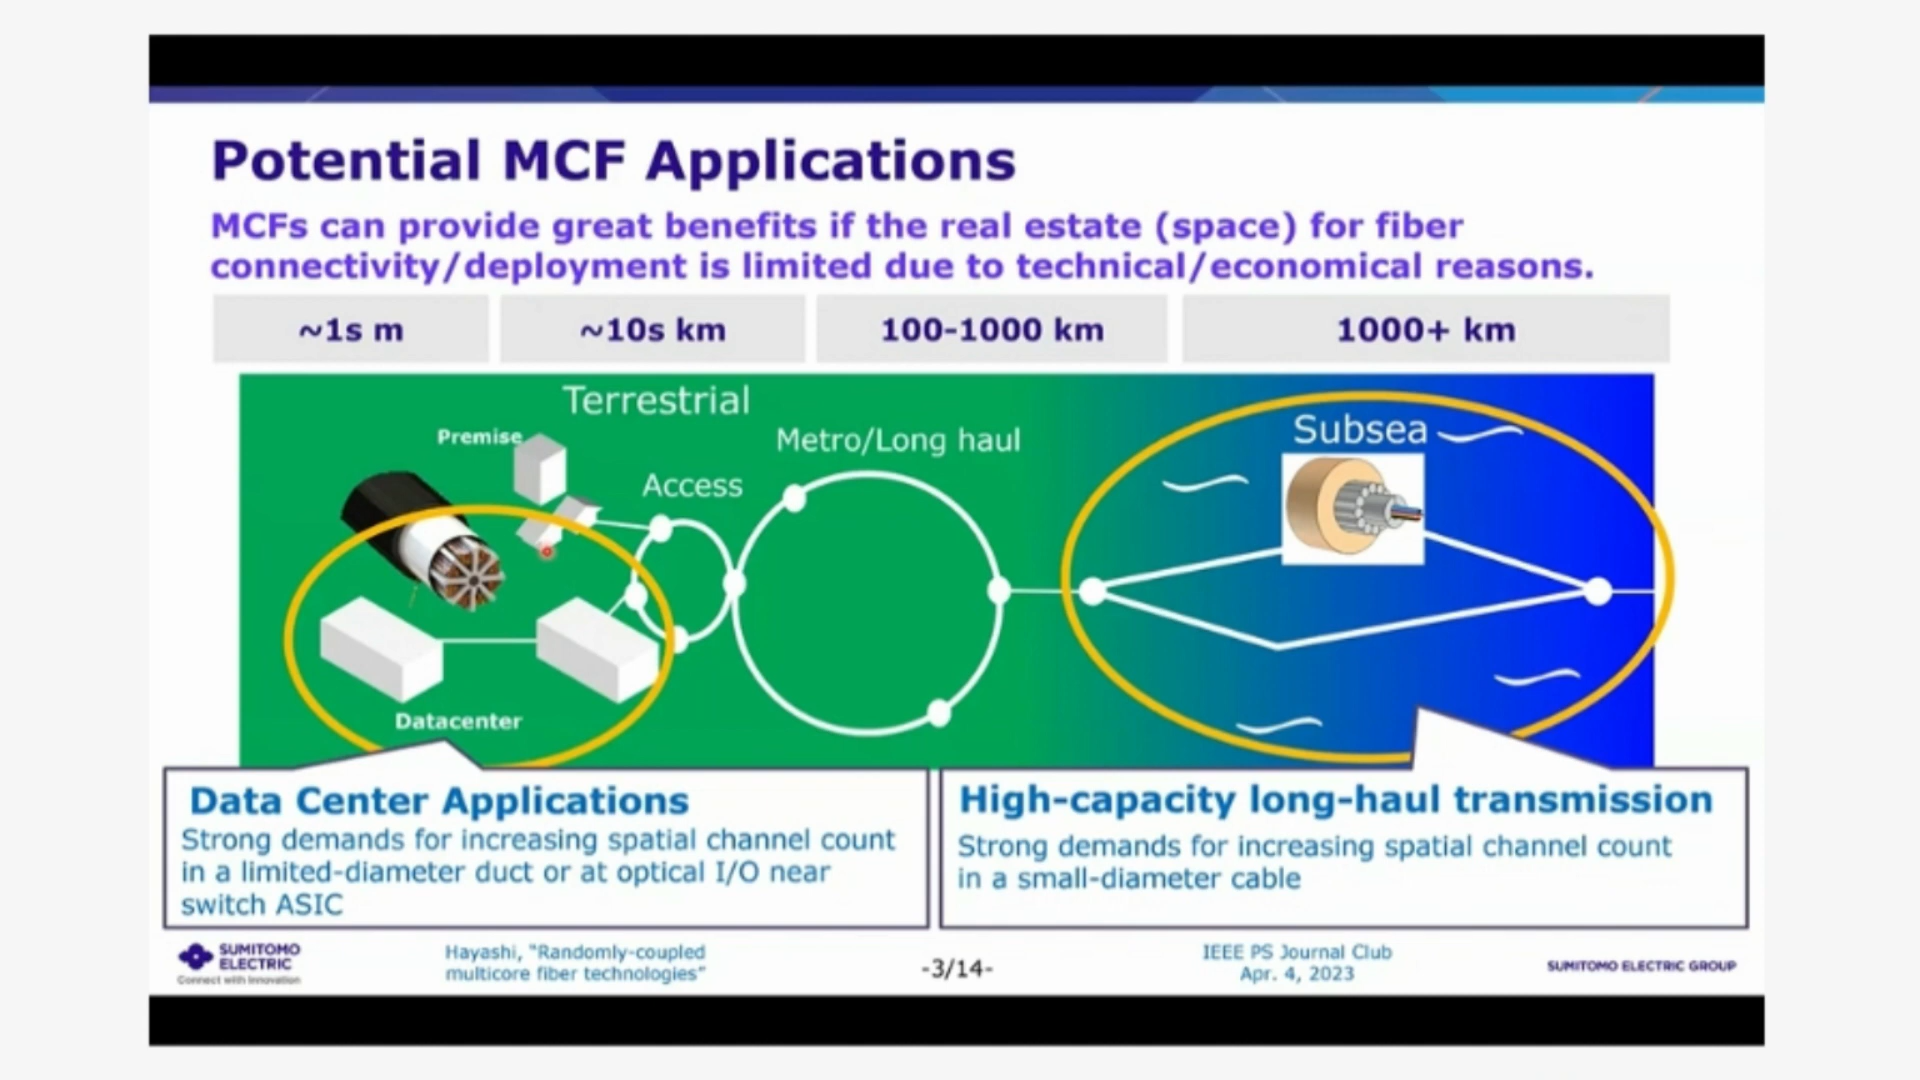 Potential MCF Applications
MCFs can provide great benefits if the real estate (space) for fiber
connectivity/deployment is limited due to technical/economical reasons.
~1s m
~10s km
100-1000 km
1000+ km
Terrestrial
Premise
Access
Metro/Long haul
Subsea
Datacenter
Data Center Applications
Strong demands for increasing spatial channel count
in a limited-diameter duct or at optical I/O near
switch ASIC
High-capacity long-haul transmission
Strong demands for increasing spatial channel count
in a small-diameter cable
SUMITOMO
ELECTRIC
Connect with Innovation
Hayashi, "Randomly-coupled
multicore fiber technologies"
-3/14-
IEEE PS Journal Club
Apr. 4, 2023
SUMITOMO ELECTRIC GROUP